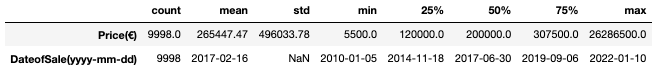 count mean std min 25% 50% 75% max
Price(€) 9998.0 265447.47 496033.78 5500.0 120000.0 200000.0 307500.0 26286500.0
DateofSale(yyyy-mm-dd) 9998 2017-02-16 NaN 2010-01-05 2014-11-18 2017-06-30 2019-09-06 2022-01-10